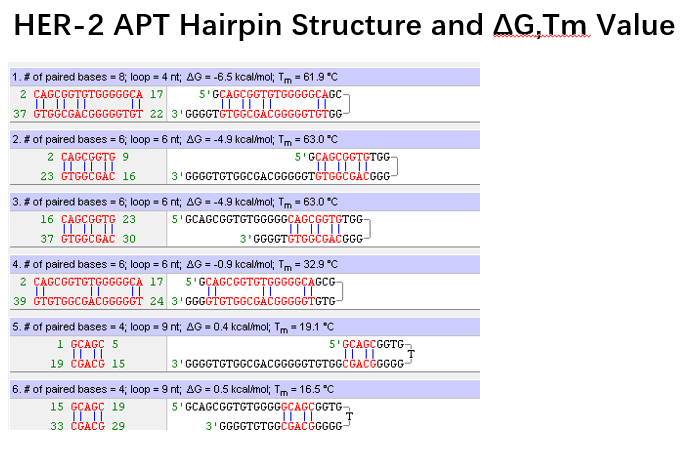 HER-2 APT Hairpin Structure and ΔG,Tm Value
1. # of paired bases = 8; loop = 4 nt; ΔG = -6.5 kcal/mol; Tm = 61.9 °C
2 CAGCGGTGTGGGGGCA 17 5'GCAGCGGTGTGGGGGCAGC
37 GTGGCGACGGGGGTGT 22 3'GGGGTGTGGCGACGGGGGTGTGG
2. # of paired bases = 6; loop = 6 nt; ΔG = -4.9 kcal/mol; Tm = 63.0 °C
2 CAGCGGTG 9 5'GCAGCGGTGTGG
23 GTGGCGAC 16 3'GGGGTGTGGCGACGGGGGTGTGGCGACGGG
3. # of paired bases = 6; loop = 6 nt; ΔG = -4.9 kcal/mol; Tm = 63.0 °C
16 CAGCGGTG 23 5'GCAGCGGTGTGGGGGCAGCGGTGTGG
37 GTGGCGAC 30 3'GGGGTGTGGCGACGGG
4. # of paired bases = 6; loop = 6 nt; ΔG = -0.9 kcal/mol; Tm = 32.9 °C
2 CAGCGGTGTGGGGGCA 17 5'GCAGCGGTGTGGGGGCAGCG
39 GTGTGGCGACGGGGGT 24 3'GGGGTGTGGCGACGGGGGTGTG
5. # of paired bases = 4; loop = 9 nt; ΔG = 0.4 kcal/mol; Tm = 19.1 °C
1 GCAGC 5 5'GCAGCGGTG
T
19 CGACG 15 3'GGGGTGTGGCGACGGGGGTGTGGCGACGGGG
6. # of paired bases = 4; loop = 9 nt; ΔG = 0.5 kcal/mol; Tm = 16.5 °C
15 GCAGC 19 5'GCAGCGGTGTGGGGGCAGCGGTG
T
33 CGACG 29 3'GGGGTGTGGCGACGGGG